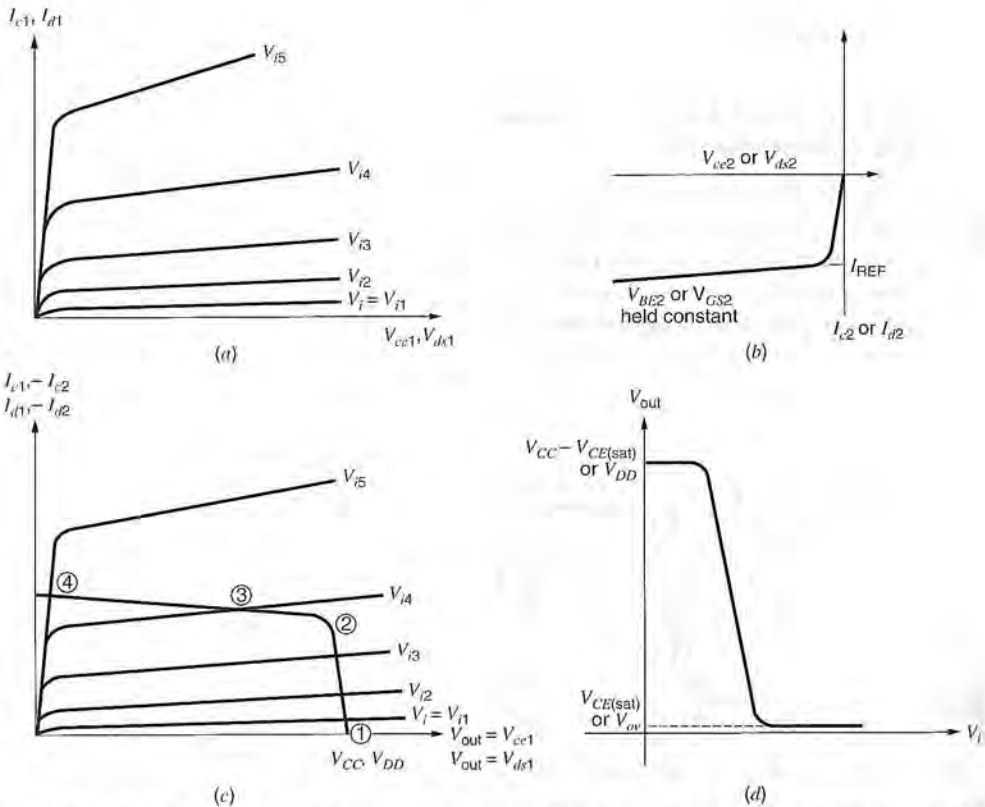 I_c1, I_d1
V_i5
V_i4
V_i3
V_i2
V_i = V_i1
V_ce1, V_ds1
(a)
V_ce2 or V_ds2
I_REF
V_BE2 or V_GS2
held constant
I_c2 or I_d2
(b)
I_c1, – I_c2
I_d1, – I_d2
V_i5
④
③
V_i4
②
V_i3
V_i2
V_i = V_i1
①
V_out = V_ce1
V_CC, V_DD
V_out = V_ds1
(c)
V_out
V_CC – V_CE(sat)
or V_DD
V_CE(sat)
or V_ov
V_i
(d)